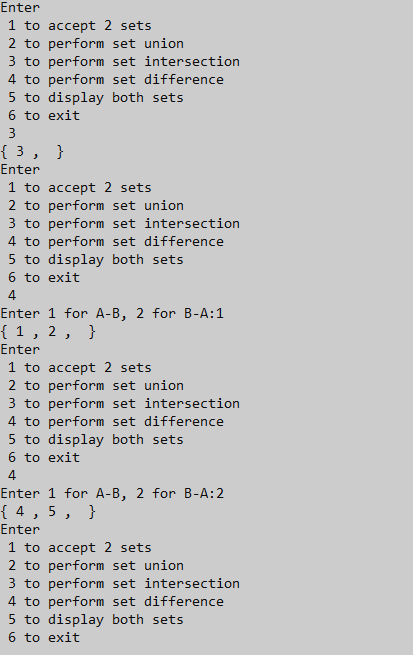 Enter
 1 to accept 2 sets
 2 to perform set union
 3 to perform set intersection
 4 to perform set difference
 5 to display both sets
 6 to exit
 3
{ 3 ,  }
Enter
 1 to accept 2 sets
 2 to perform set union
 3 to perform set intersection
 4 to perform set difference
 5 to display both sets
 6 to exit
 4
Enter 1 for A-B, 2 for B-A:1
{ 1 , 2 ,  }
Enter
 1 to accept 2 sets
 2 to perform set union
 3 to perform set intersection
 4 to perform set difference
 5 to display both sets
 6 to exit
 4
Enter 1 for A-B, 2 for B-A:2
{ 4 , 5 ,  }
Enter
 1 to accept 2 sets
 2 to perform set union
 3 to perform set intersection
 4 to perform set difference
 5 to display both sets
 6 to exit